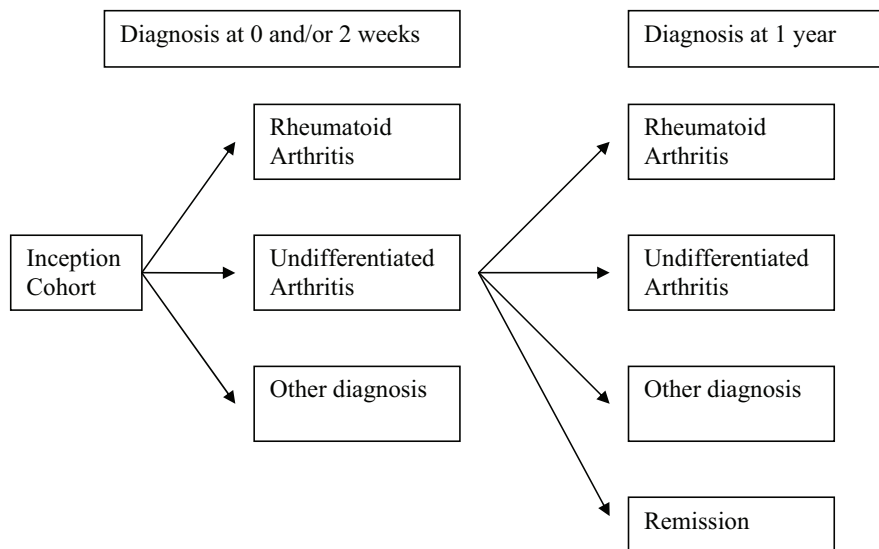 Diagnosis at 0 and/or 2 weeks
Diagnosis at 1 year
Rheumatoid
Arthritis
Rheumatoid
Arthritis
Inception
Cohort
Undifferentiated
Arthritis
Undifferentiated
Arthritis
Other diagnosis
Other diagnosis
Remission